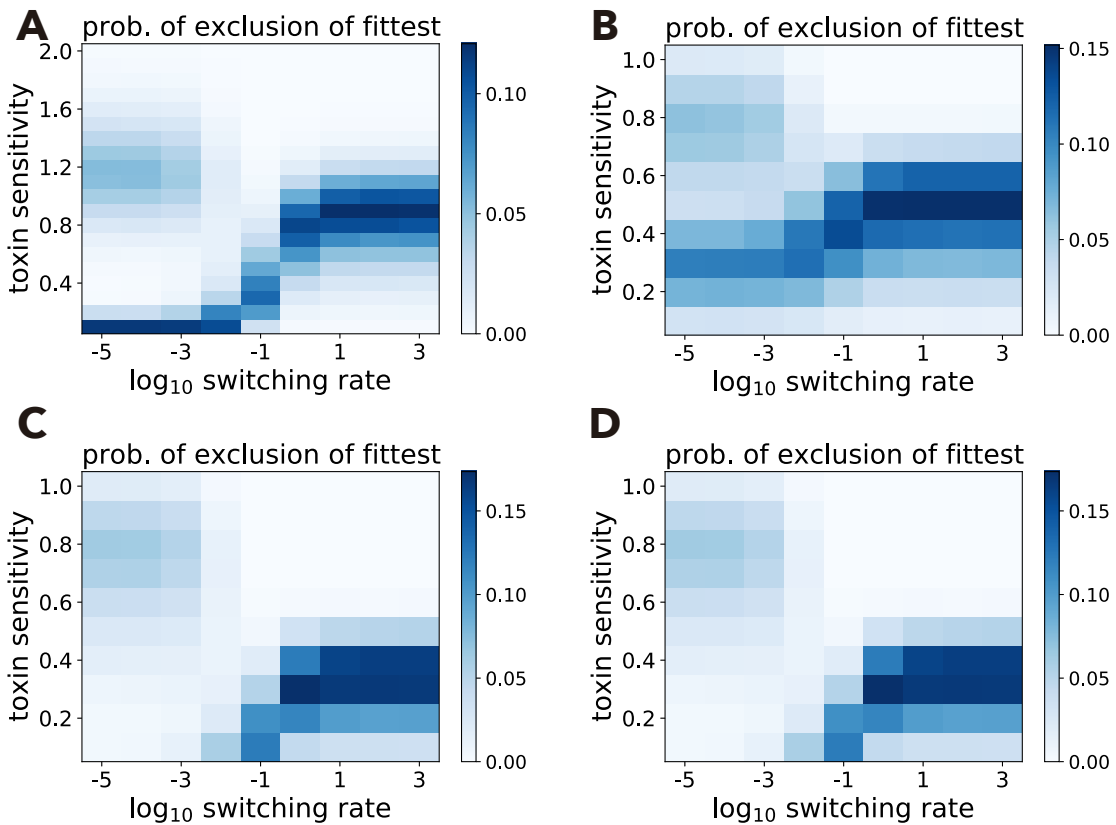 A
prob. of exclusion of fittest
toxin sensitivity
2.0
1.6
1.2
0.8
0.4
-5 -3 -1 1 3
log10 switching rate
0.10
0.05
0.00
B
prob. of exclusion of fittest
toxin sensitivity
1.0
0.8
0.6
0.4
0.2
-5 -3 -1 1 3
log10 switching rate
0.15
0.10
0.05
0.00
C
prob. of exclusion of fittest
toxin sensitivity
1.0
0.8
0.6
0.4
0.2
-5 -3 -1 1 3
log10 switching rate
0.15
0.10
0.05
0.00
D
prob. of exclusion of fittest
toxin sensitivity
1.0
0.8
0.6
0.4
0.2
-5 -3 -1 1 3
log10 switching rate
0.15
0.10
0.05
0.00